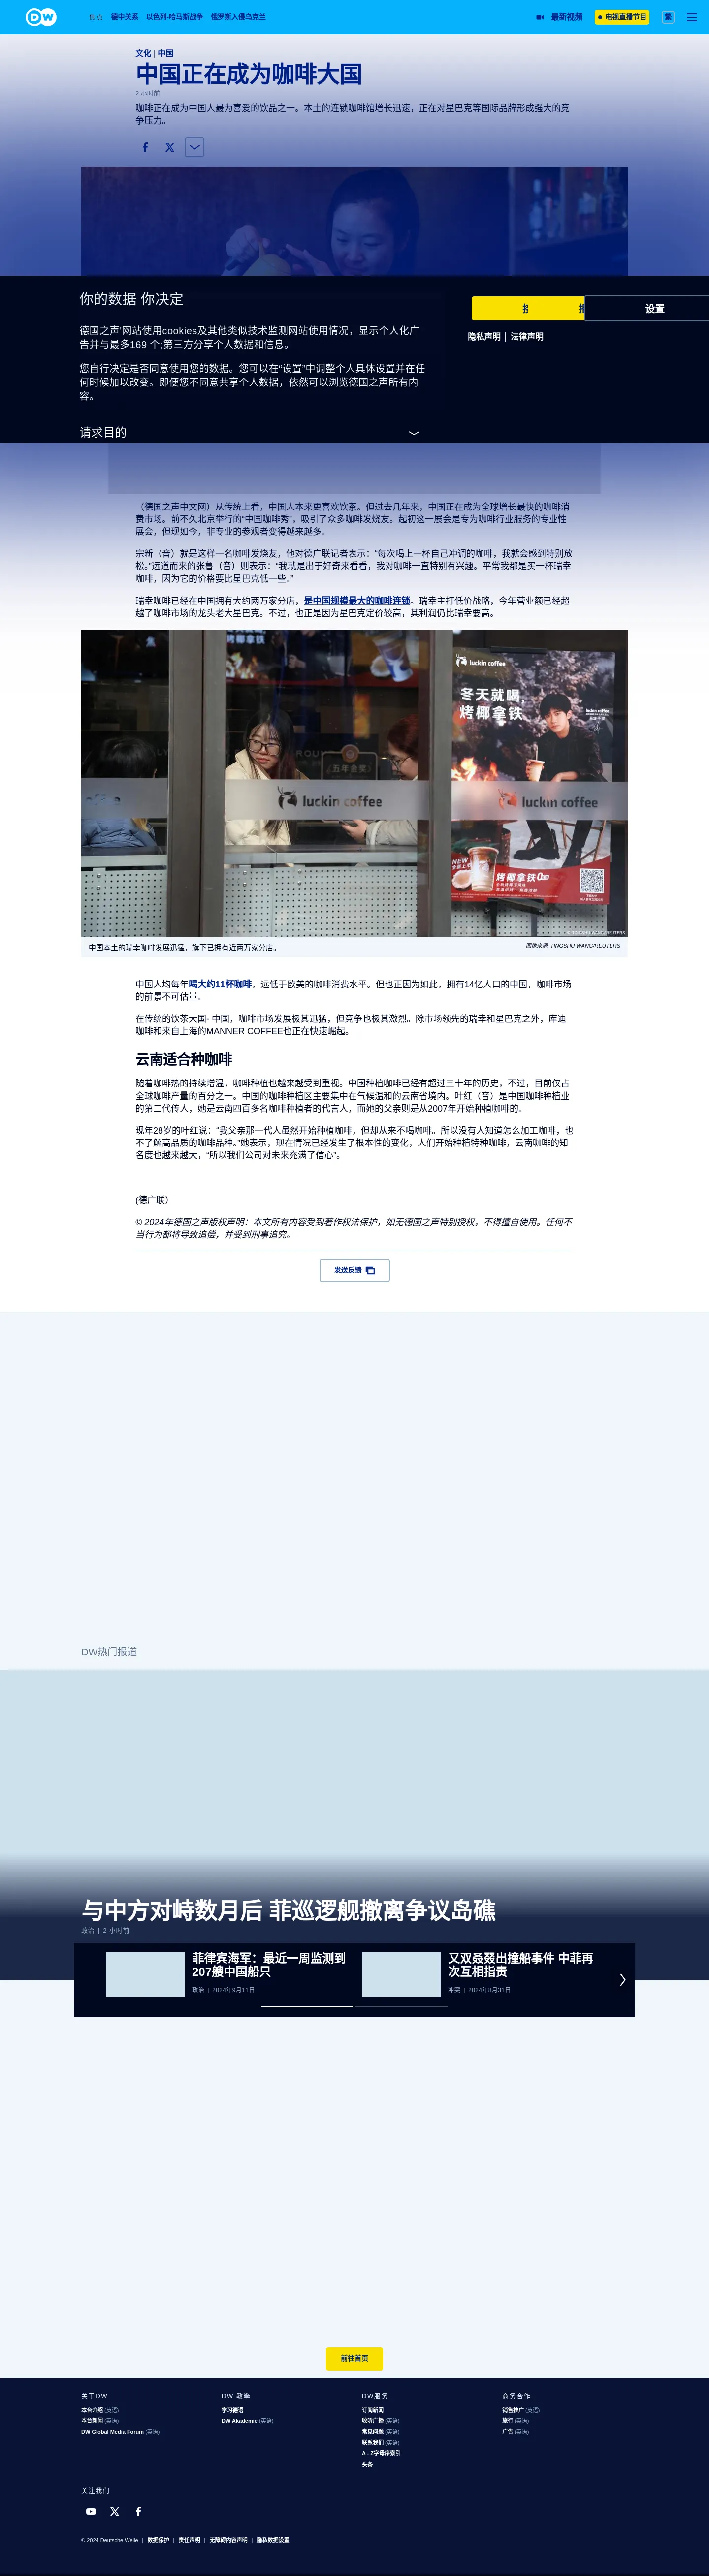 DW
焦点 德中关系 以色列-哈马斯战争 俄罗斯入侵乌克兰
最新视频
电视直播节目
繁
文化 | 中国
中国正在成为咖啡大国
2 小时前
咖啡正在成为中国人最为喜爱的饮品之一。本土的连锁咖啡馆增长迅速，正在对星巴克等国际品牌形成强大的竞
争压力。
你的数据 你决定
德国之声'网站使用cookies及其他类似技术监测网站使用情况，显示个人化广
告并与最多169 个;第三方分享个人数据和信息。
您自行决定是否同意使用您的数据。您可以在“设置”中调整个人具体设置并在任
何时候加以改变。即便您不同意共享个人数据，依然可以浏览德国之声所有内
容。
请求目的
设置
隐私声明 | 法律声明
（德国之声中文网）从传统上看，中国人本来更喜欢饮茶。但过去几年来，中国正在成为全球增长最快的咖啡消
费市场。前不久北京举行的“中国咖啡秀”，吸引了众多咖啡发烧友。起初这一展会是专为咖啡行业服务的专业性
展会，但现如今，非专业的参观者变得越来越多。
宗新（音）就是这样一名咖啡发烧友，他对德广联记者表示：“每次喝上一杯自己冲调的咖啡，我就会感到特别放
松。”远道而来的张鲁（音）则表示：“我就是出于好奇来看看，我对咖啡一直特别有兴趣。平常我都是买一杯瑞幸
咖啡，因为它的价格要比星巴克低一些。”
瑞幸咖啡已经在中国拥有大约两万家分店，是中国规模最大的咖啡连锁。瑞幸主打低价战略，今年营业额已经超
越了咖啡市场的龙头老大星巴克。不过，也正是因为星巴克定价较高，其利润仍比瑞幸要高。
luckin coffee
冬天就喝
烤椰拿铁
luckin coffee
五年金奖
luckin coffee
NEW
烤椰拿铁
中国本土的瑞幸咖啡发展迅猛，旗下已拥有近两万家分店。
图像来源: TINGSHU WANG/REUTERS
中国人均每年喝大约11杯咖啡，远低于欧美的咖啡消费水平。但也正因为如此，拥有14亿人口的中国，咖啡市场
的前景不可估量。
在传统的饮茶大国- 中国，咖啡市场发展极其迅猛，但竞争也极其激烈。除市场领先的瑞幸和星巴克之外，库迪
咖啡和来自上海的MANNER COFFEE也正在快速崛起。
云南适合种咖啡
随着咖啡热的持续增温，咖啡种植也越来越受到重视。中国种植咖啡已经有超过三十年的历史，不过，目前仅占
全球咖啡产量的百分之一。中国的咖啡种植区主要集中在气候温和的云南省境内。叶红（音）是中国咖啡种植业
的第二代传人，她是云南四百多名咖啡种植者的代言人，而她的父亲则是从2007年开始种植咖啡的。
现年28岁的叶红说：“我父亲那一代人虽然开始种植咖啡，但却从来不喝咖啡。所以没有人知道怎么加工咖啡，也
不了解高品质的咖啡品种。”她表示，现在情况已经发生了根本性的变化，人们开始种植特种咖啡，云南咖啡的知
名度也越来越大，“所以我们公司对未来充满了信心”。
(德广联）
© 2024年德国之声版权声明：本文所有内容受到著作权法保护，如无德国之声特别授权，不得擅自使用。任何不
当行为都将导致追偿，并受到刑事追究。
发送反馈
DW热门报道
与中方对峙数月后 菲巡逻舰撤离争议岛礁
政治 | 2 小时前
菲律宾海军：最近一周监测到
207艘中国船只
政治 | 2024年9月11日
又双叒叕出撞船事件 中菲再
次互相指责
冲突 | 2024年8月31日
前往首页
关于DW
本台介绍 (英语)
本台新闻 (英语)
DW Global Media Forum (英语)
DW 教學
学习德语
DW Akademie (英语)
DW服务
订阅新闻
收听广播 (英语)
常见问题 (英语)
联系我们 (英语)
A - Z字母序索引
头条
商务合作
销售推广 (英语)
旅行 (英语)
广告 (英语)
关注我们
© 2024 Deutsche Welle | 数据保护 | 责任声明 | 无障碍内容声明 | 隐私数据设置